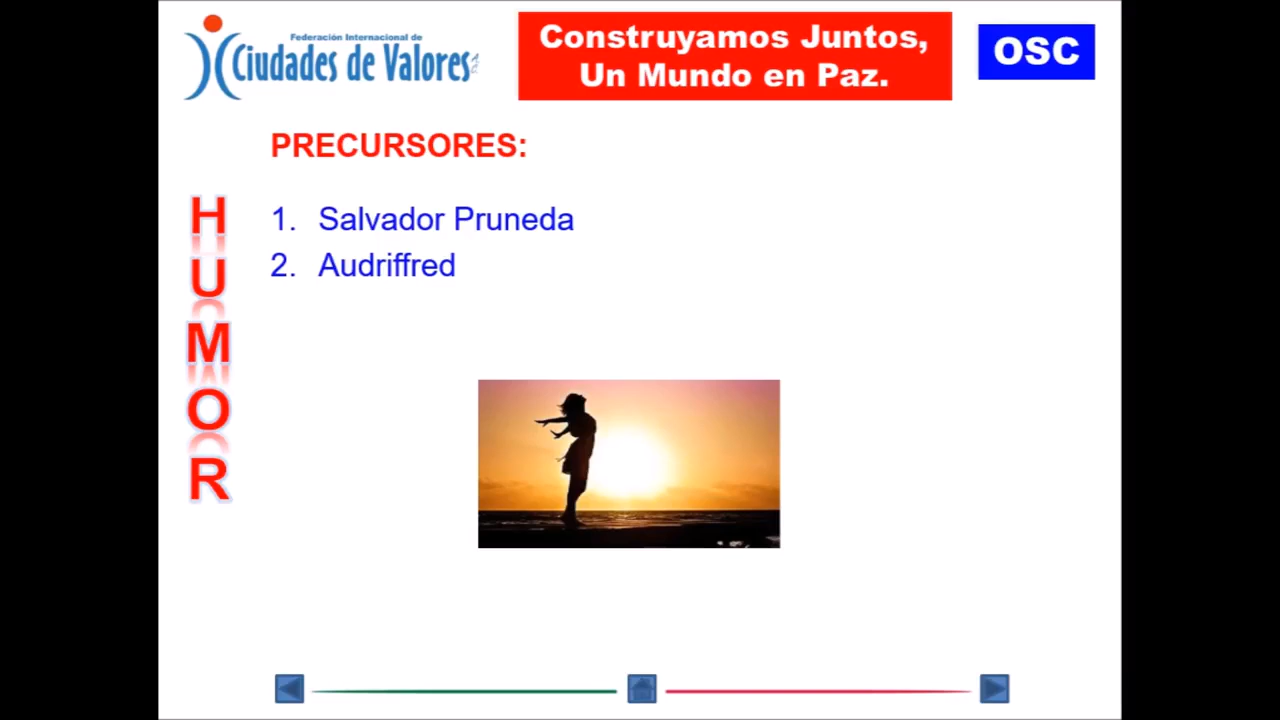 Federación Internacional de
Ciudades de Valores
Construyamos Juntos,
Un Mundo en Paz.
OSC
PRECURSORES:
HUMOR
1. Salvador Pruneda
2. Audriffred